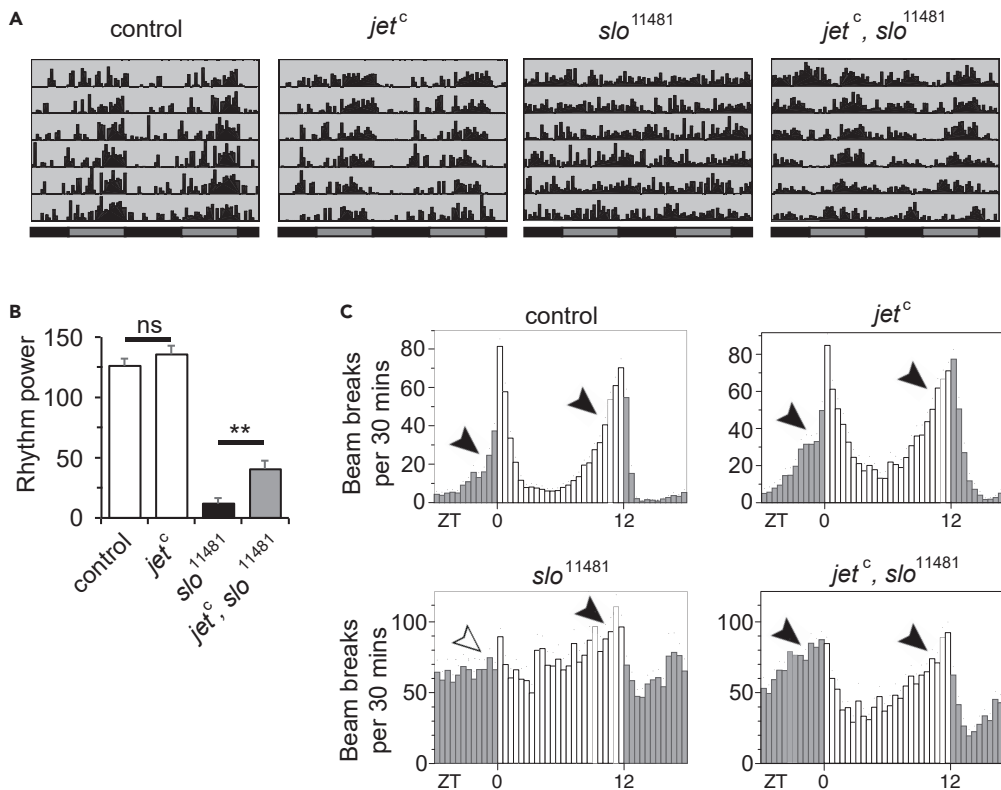 A
control
jet^c
slo^11481
jet^c, slo^11481
B
Rhythm power
150
100
50
0
ns
**
control
jet^c
slo^11481
jet^c, slo^11481
C
control
Beam breaks
per 30 mins
80
60
40
20
0
ZT 0 12
jet^c
80
60
40
20
0
ZT 0 12
slo^11481
Beam breaks
per 30 mins
100
50
0
ZT 0 12
jet^c, slo^11481
100
50
0
ZT 0 12